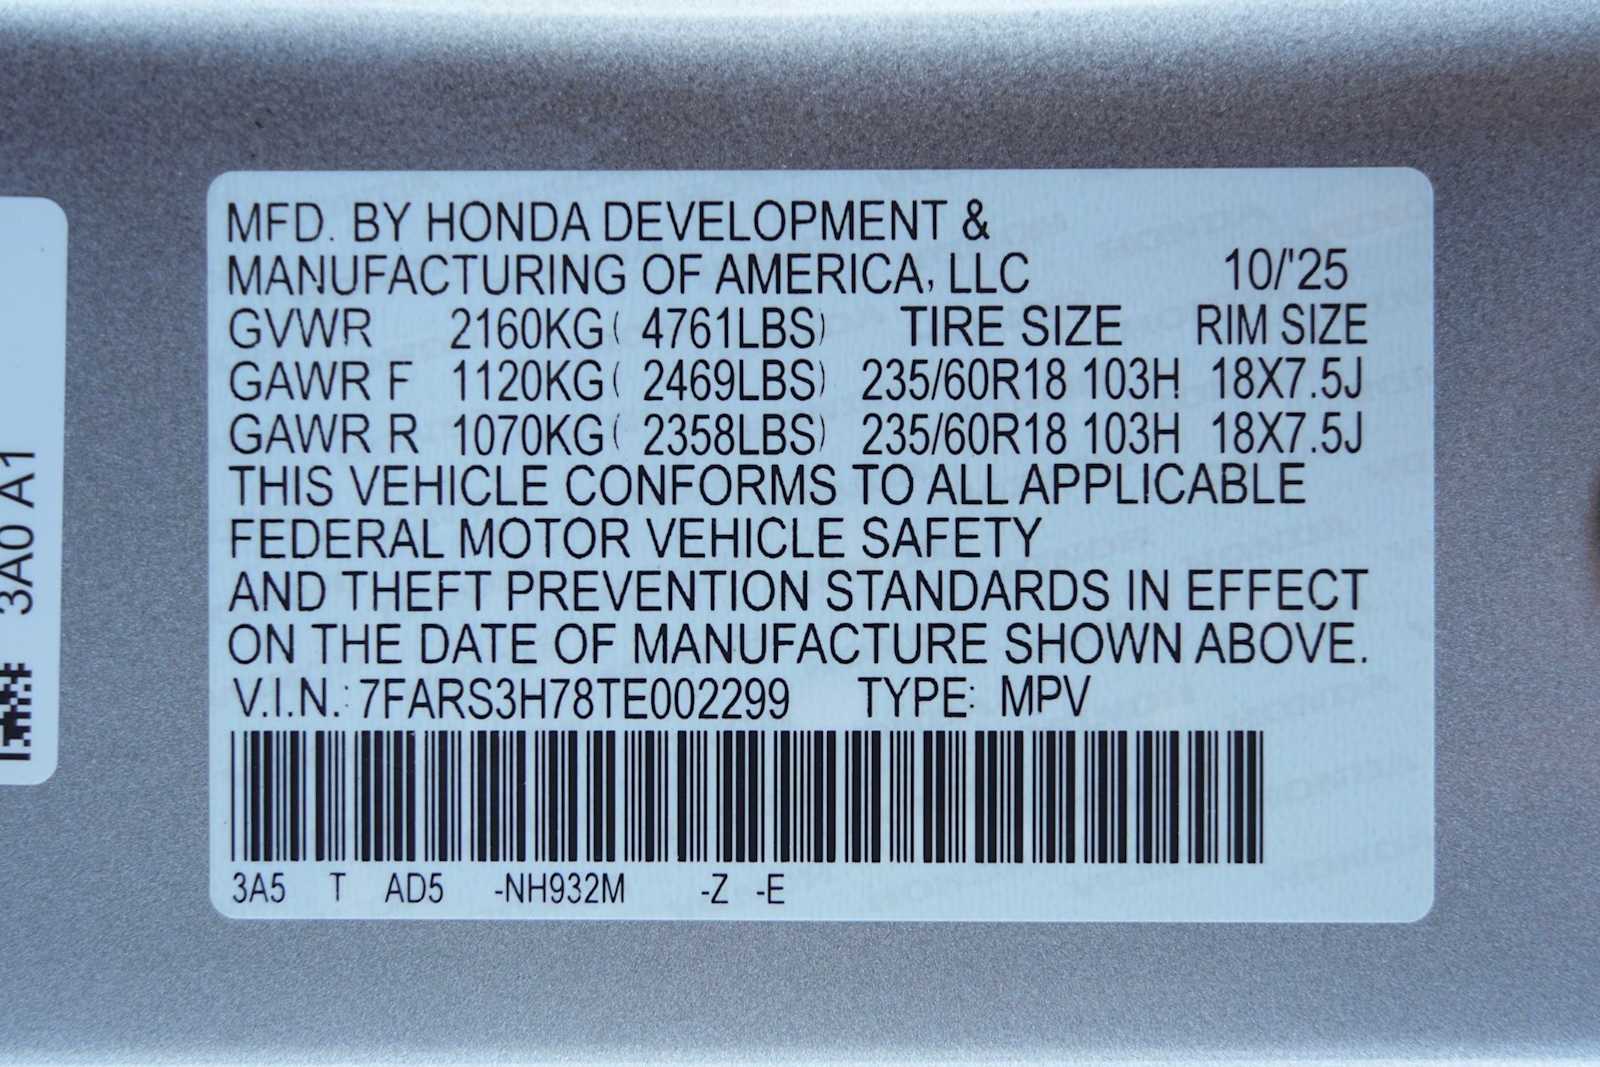 MFD. BY HONDA DEVELOPMENT &
MANUFACTURING OF AMERICA, LLC 10/'25
GVWR 2160KG( 4761LBS) TIRE SIZE RIM SIZE
GAWR F 1120KG( 2469LBS) 235/60R18 103H 18X7.5J
GAWR R 1070KG( 2358LBS) 235/60R18 103H 18X7.5J
THIS VEHICLE CONFORMS TO ALL APPLICABLE
FEDERAL MOTOR VEHICLE SAFETY
AND THEFT PREVENTION STANDARDS IN EFFECT
ON THE DATE OF MANUFACTURE SHOWN ABOVE.
V.I.N.: 7FARS3H78TE002299 TYPE: MPV
3A5 T AD5 -NH932M -Z -E
3A0 A1